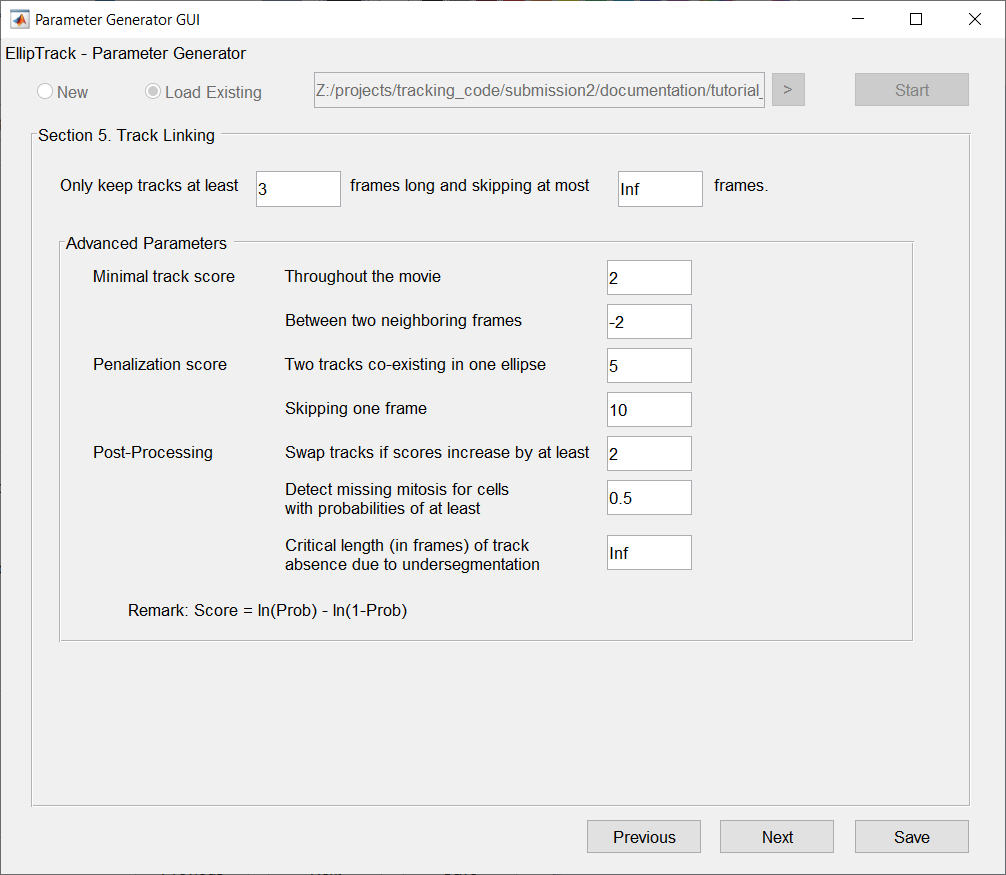 Parameter Generator GUI
EllipTrack - Parameter Generator
New
Load Existing
Z:/projects/tracking_code/submission2/documentation/tutorial_
>
Start
Section 5. Track Linking
Only keep tracks at least 3 frames long and skipping at most Inf frames.
Advanced Parameters
Minimal track score
Throughout the movie 2
Between two neighboring frames -2
Penalization score
Two tracks co-existing in one ellipse 5
Skipping one frame 10
Post-Processing
Swap tracks if scores increase by at least 2
Detect missing mitosis for cells
with probabilities of at least
0.5
Critical length (in frames) of track
absence due to undersegmentation
Inf
Remark: Score = ln(Prob) - ln(1-Prob)
Previous
Next
Save